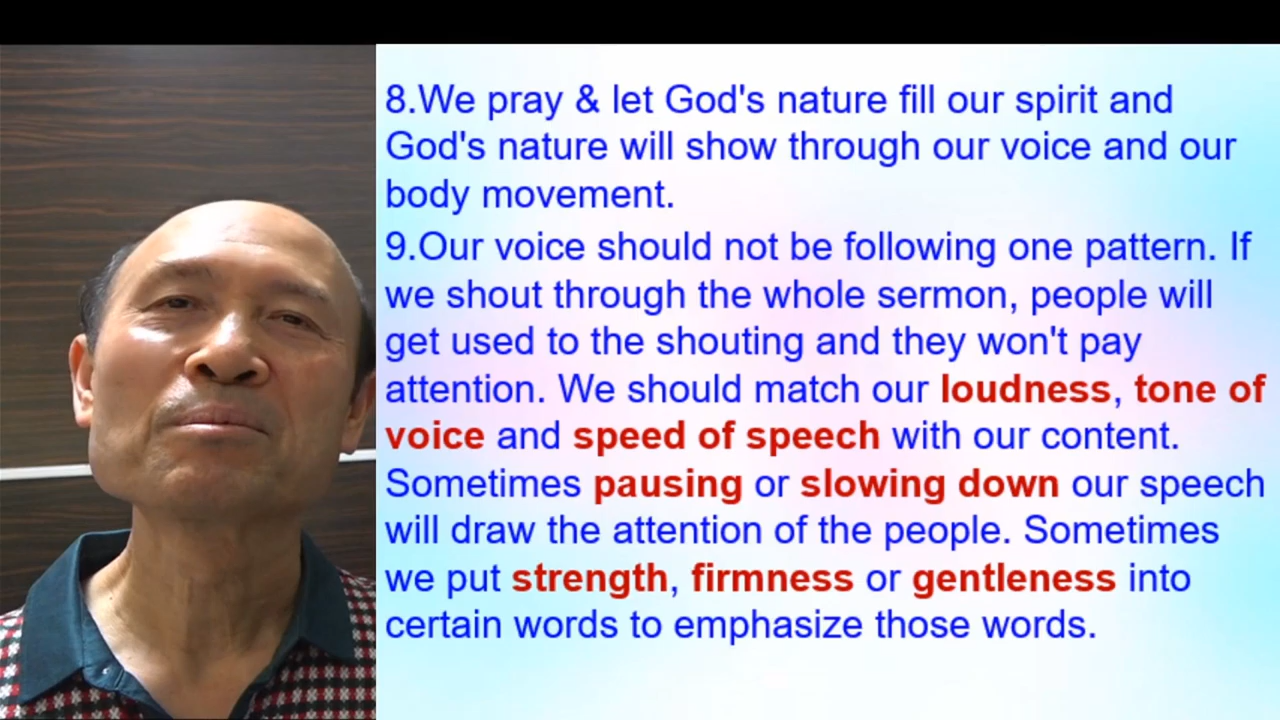 8.We pray & let God's nature fill our spirit and
God's nature will show through our voice and our
body movement.
9.Our voice should not be following one pattern. If
we shout through the whole sermon, people will
get used to the shouting and they won't pay
attention. We should match our loudness, tone of
voice and speed of speech with our content.
Sometimes pausing or slowing down our speech
will draw the attention of the people. Sometimes
we put strength, firmness or gentleness into
certain words to emphasize those words.